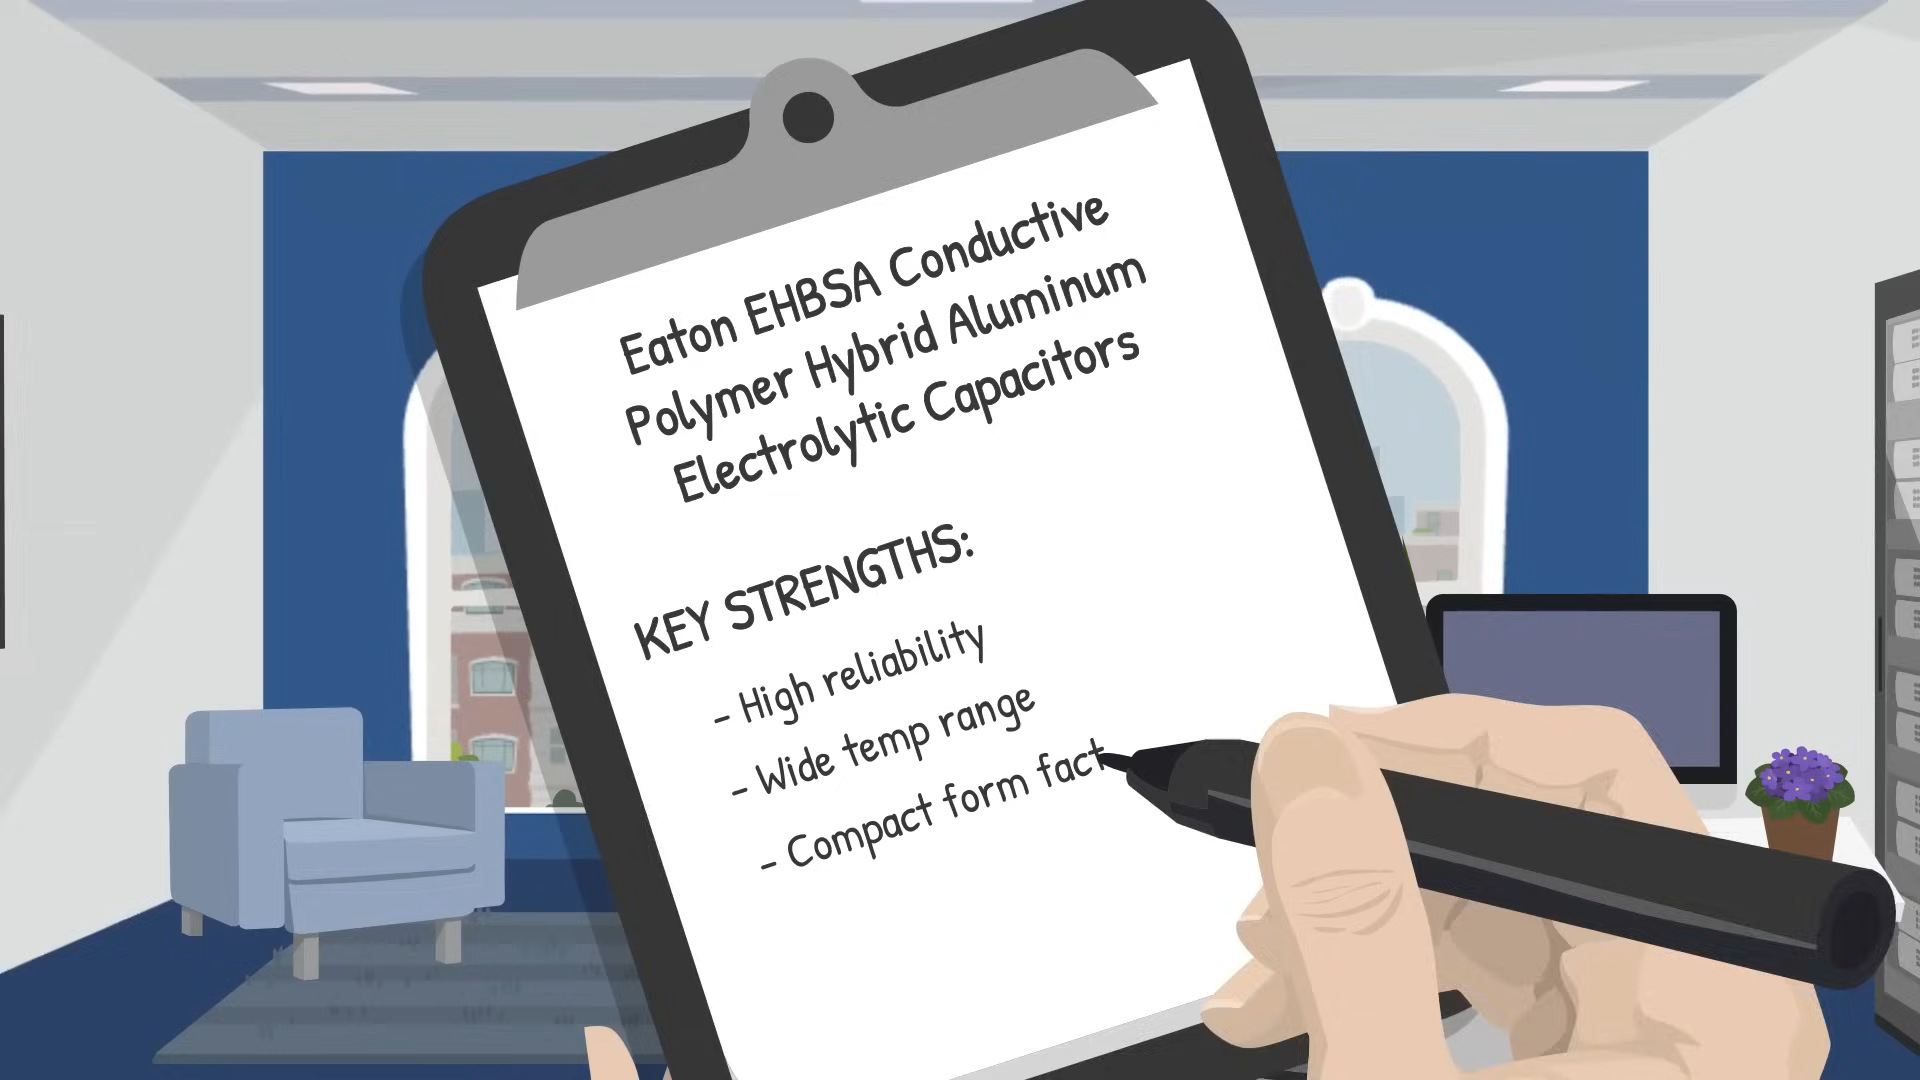 Eaton EHBSA Conductive
Polymer Hybrid Aluminum
Electrolytic Capacitors
KEY STRENGTHS:
- High reliability
- Wide temp range
- Compact form fact